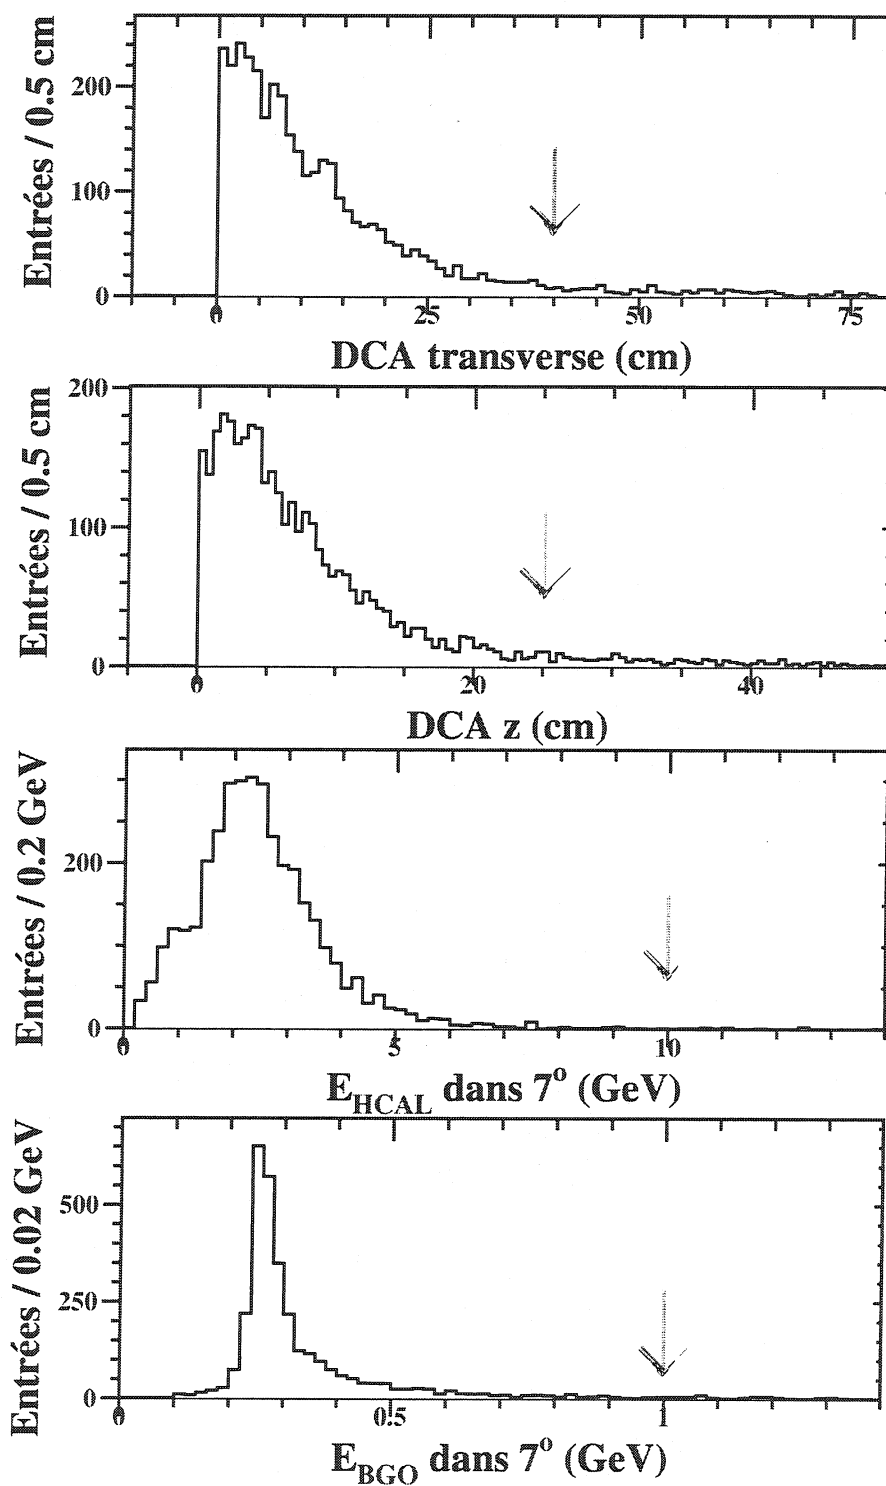 Entrées / 0.5 cm
200
100
0
0 25 50 75
DCA transverse (cm)
Entrées / 0.5 cm
200
100
0
0 20 40
DCA z (cm)
Entrées / 0.2 GeV
200
0
0 5 10
E_HCAL dans 7° (GeV)
Entrées / 0.02 GeV
500
250
0
0 0.5 1
E_BGO dans 7° (GeV)